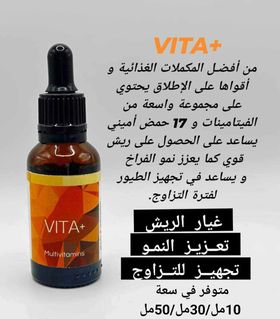 VITA+
من أفضل المكملات الغذائية و
أقواها على الإطلاق يحتوي
على مجموعة واسعة من
الفيتامينات و 17 حمض أميني
يساعد على الحصول على ريش
قوي كما يعزز نمو الفراخ
و يساعد في تجهيز الطيور
لفترة التزاوج.
غيار الريش
تعزيز النمو
تجهيز للتزاوج
متوفر في سعة
10مل/30مل/50مل
VITA+
Multivitamins